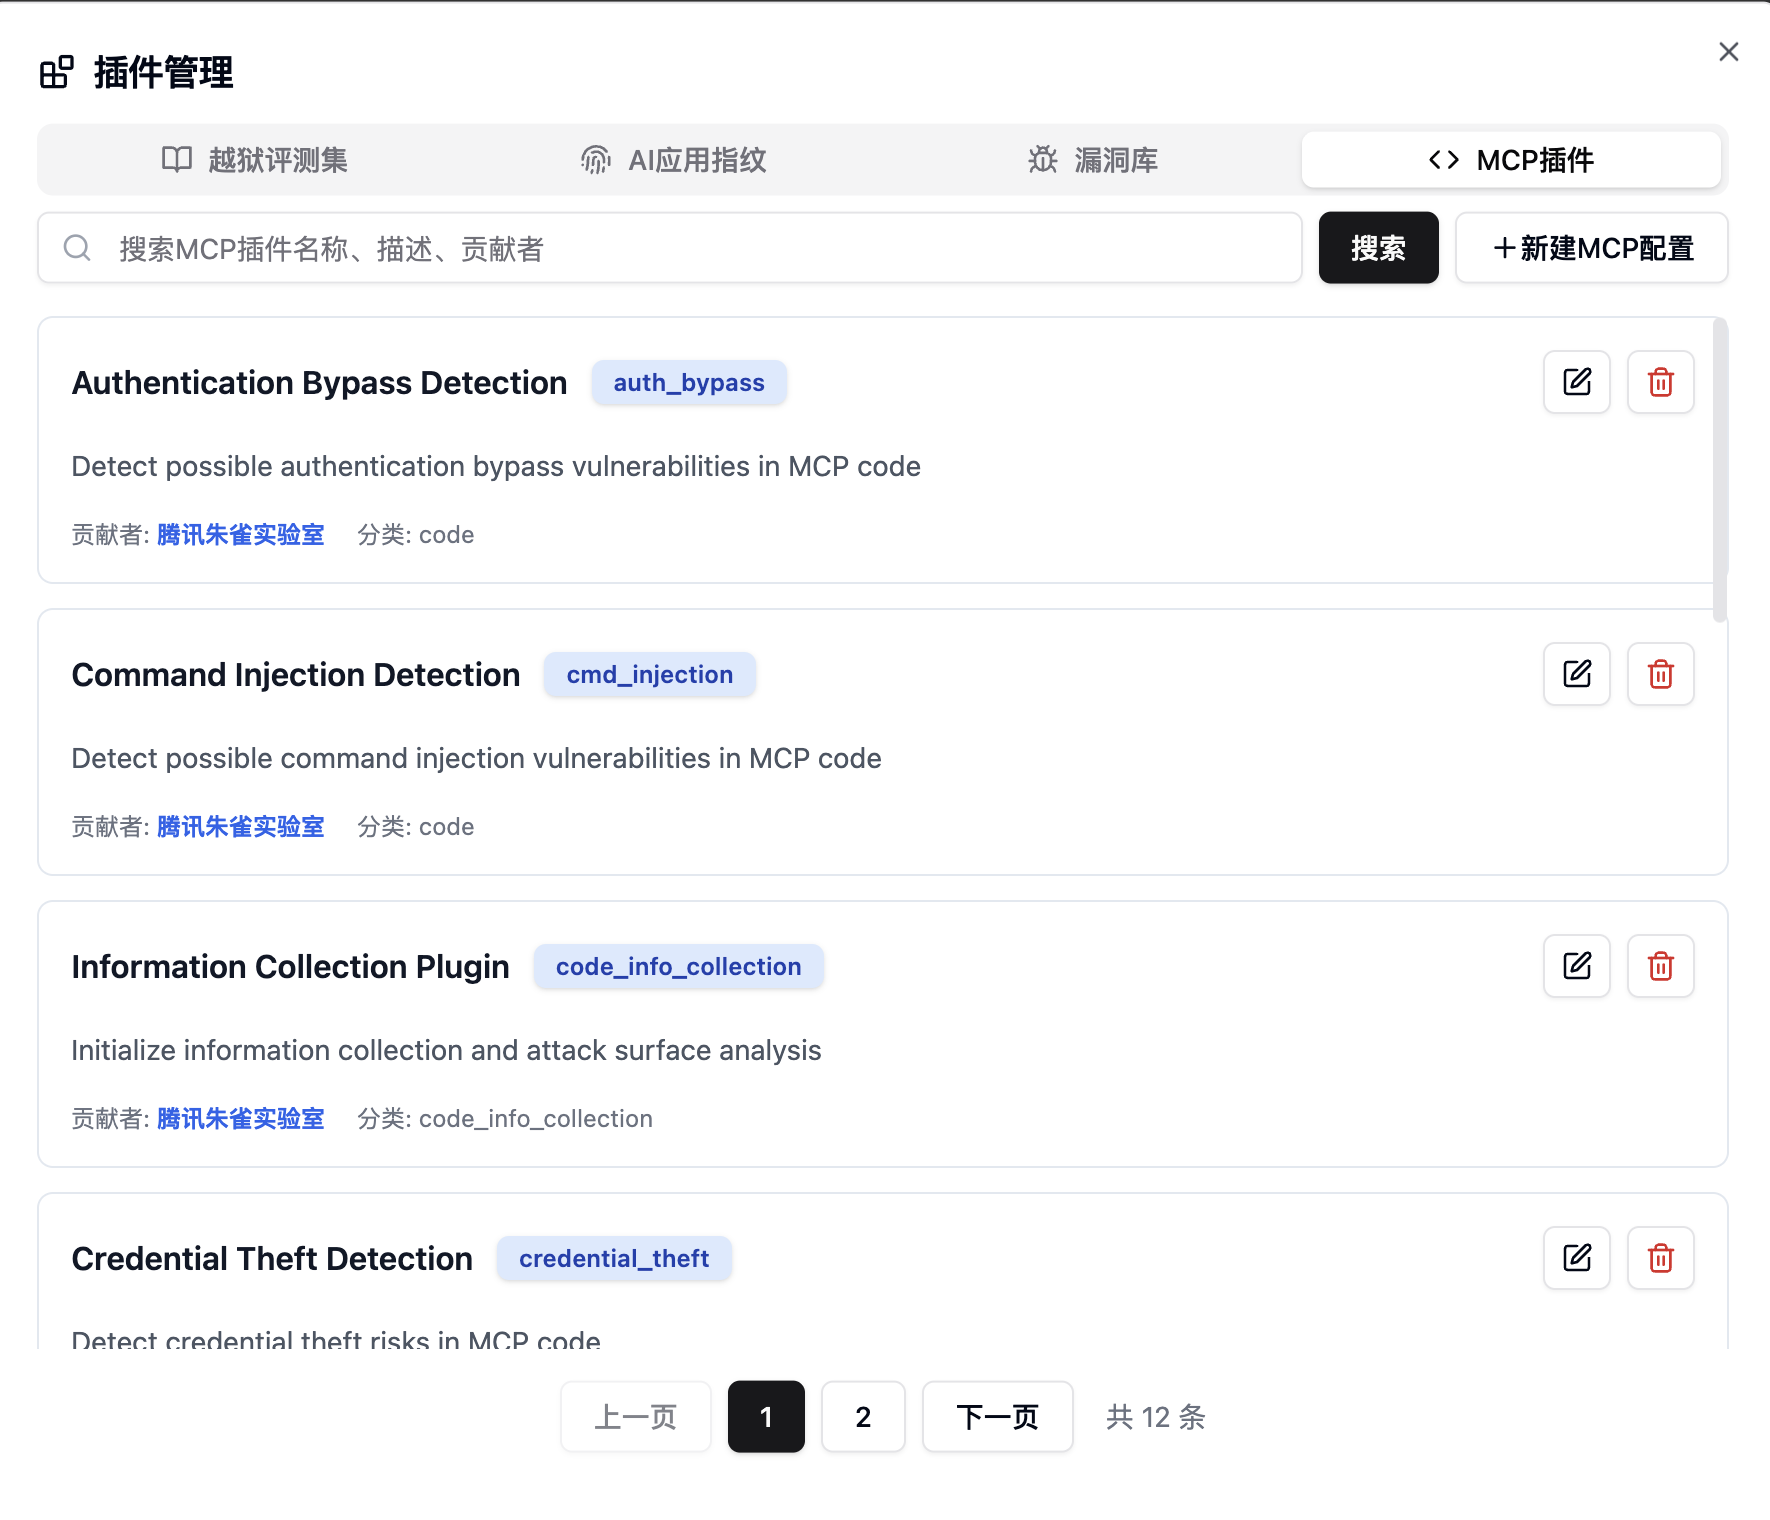 插件管理
越狱评测集 AI应用指纹 漏洞库 MCP插件
搜索MCP插件名称、描述、贡献者 搜索 +新建MCP配置
Authentication Bypass Detection auth_bypass
Detect possible authentication bypass vulnerabilities in MCP code
贡献者: 腾讯朱雀实验室 分类: code
Command Injection Detection cmd_injection
Detect possible command injection vulnerabilities in MCP code
贡献者: 腾讯朱雀实验室 分类: code
Information Collection Plugin code_info_collection
Initialize information collection and attack surface analysis
贡献者: 腾讯朱雀实验室 分类: code_info_collection
Credential Theft Detection credential_theft
Detect credential theft risks in MCP code
上一页 1 2 下一页 共 12 条